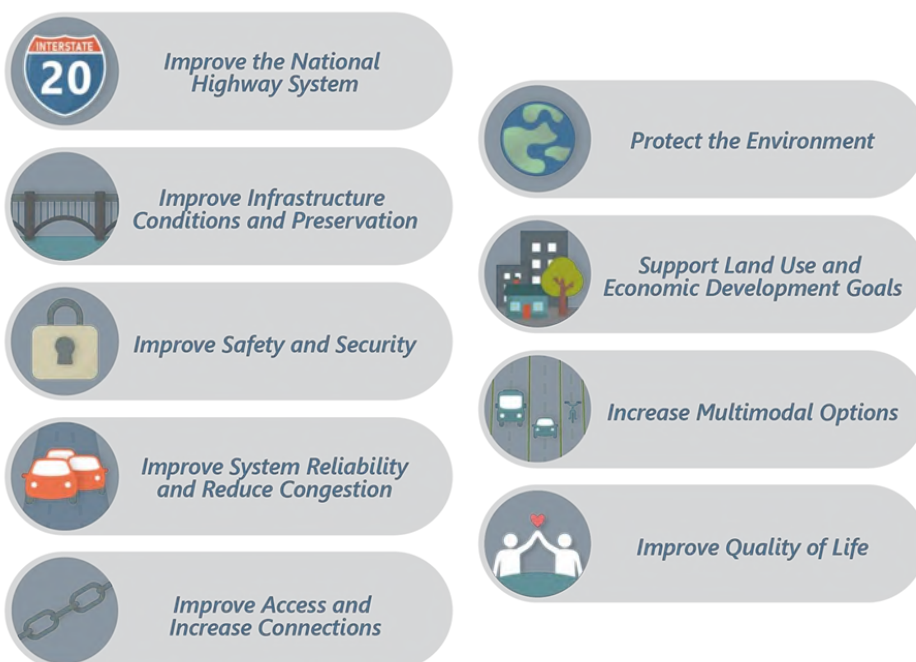 INTERSTATE
20
Improve the National
Highway System
Improve Infrastructure
Conditions and Preservation
Improve Safety and Security
Improve System Reliability
and Reduce Congestion
Improve Access and
Increase Connections
Protect the Environment
Support Land Use and
Economic Development Goals
Increase Multimodal Options
Improve Quality of Life